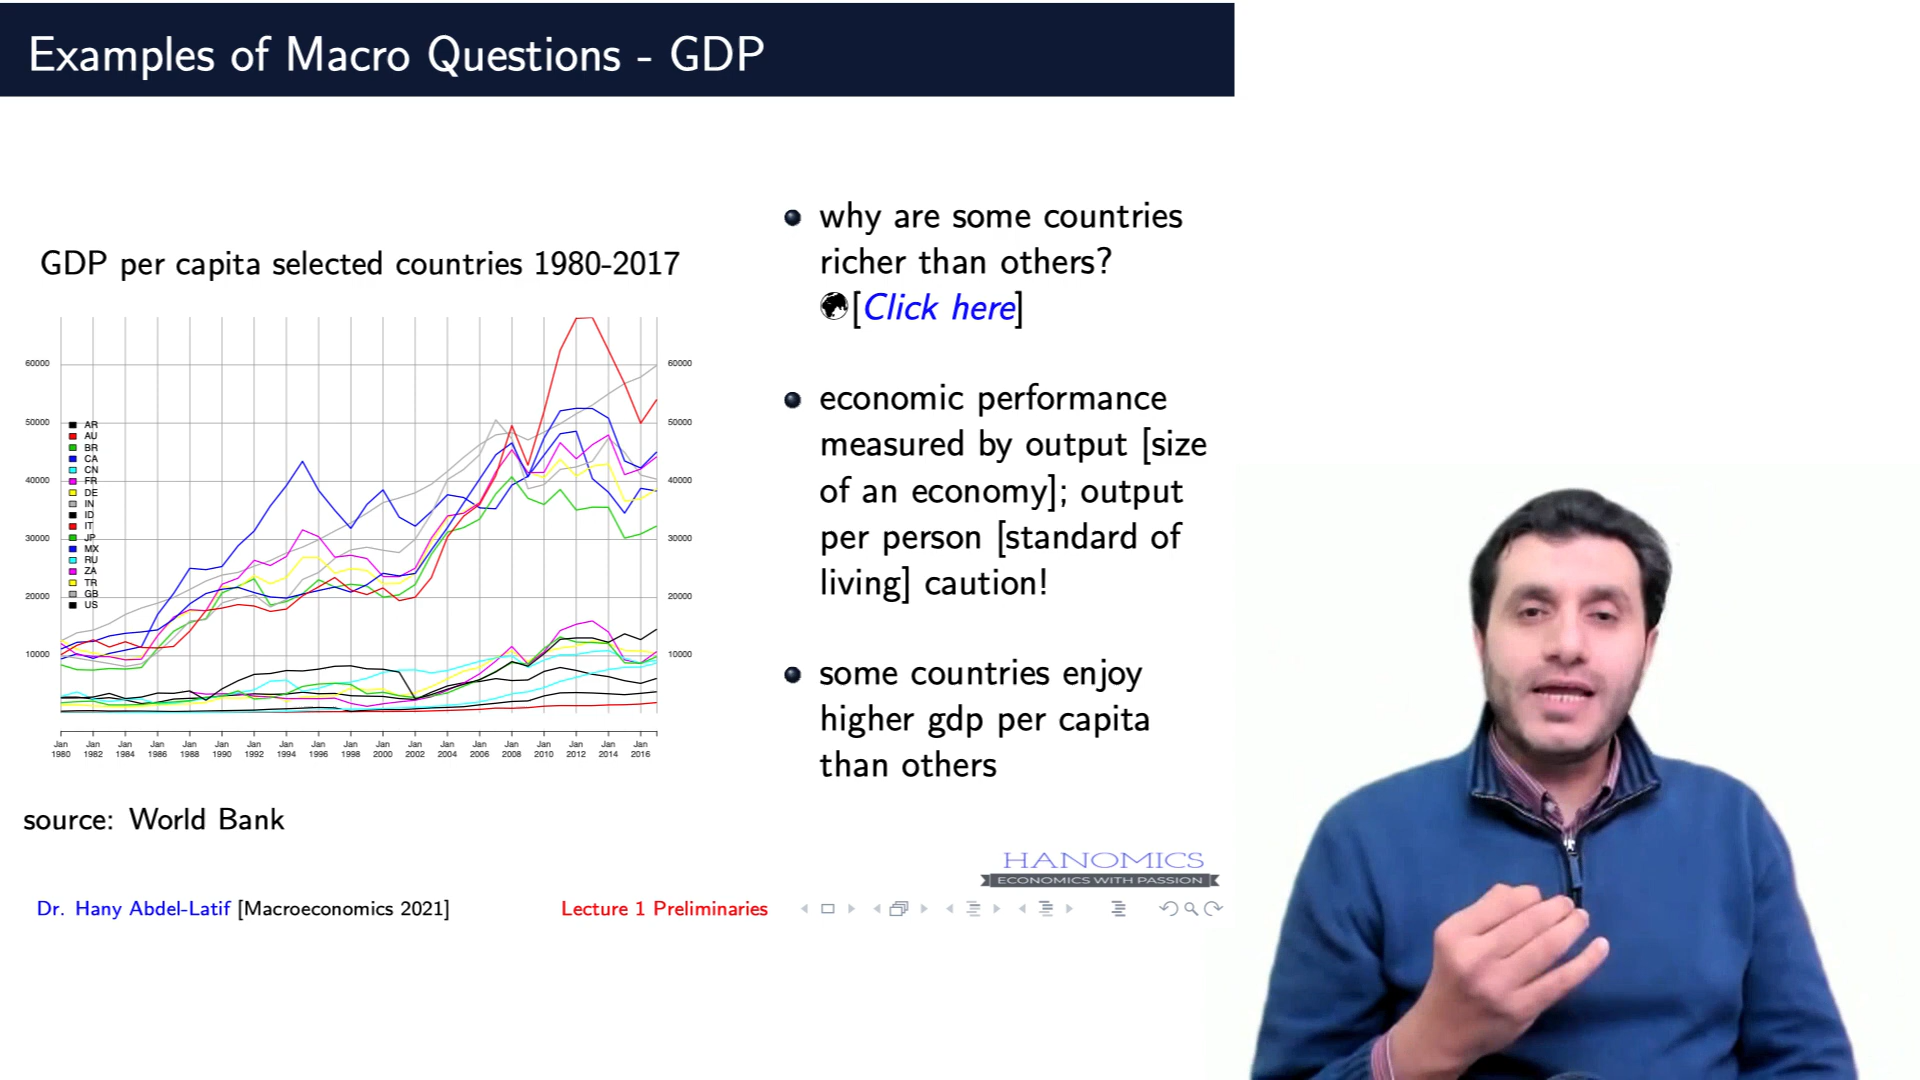 Examples of Macro Questions - GDP
GDP per capita selected countries 1980-2017
60000
50000
40000
30000
20000
10000
60000
50000
40000
30000
20000
10000
AR
AU
BR
CA
CN
FR
DE
IN
ID
IT
JP
MX
RU
ZA
TR
GB
US
Jan Jan Jan Jan Jan Jan Jan Jan Jan Jan Jan Jan Jan Jan Jan Jan Jan Jan Jan
1980 1982 1984 1986 1988 1990 1992 1994 1996 1998 2000 2002 2004 2006 2008 2010 2012 2014 2016
source: World Bank
why are some countries
richer than others?
[Click here]
economic performance
measured by output [size
of an economy]; output
per person [standard of
living] caution!
some countries enjoy
higher gdp per capita
than others
HANOMICS
ECONOMICS WITH PASSION
Dr. Hany Abdel-Latif [Macroeconomics 2021]
Lecture 1 Preliminaries